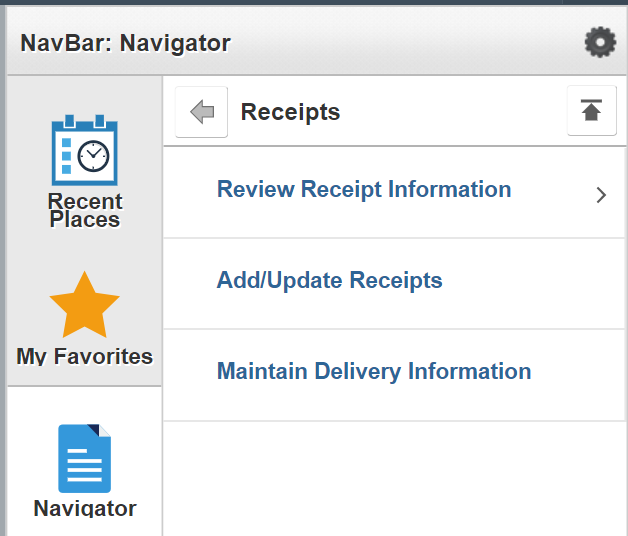 NavBar: Navigator
Recent
Places
My Favorites
Navigator
Receipts
Review Receipt Information
Add/Update Receipts
Maintain Delivery Information